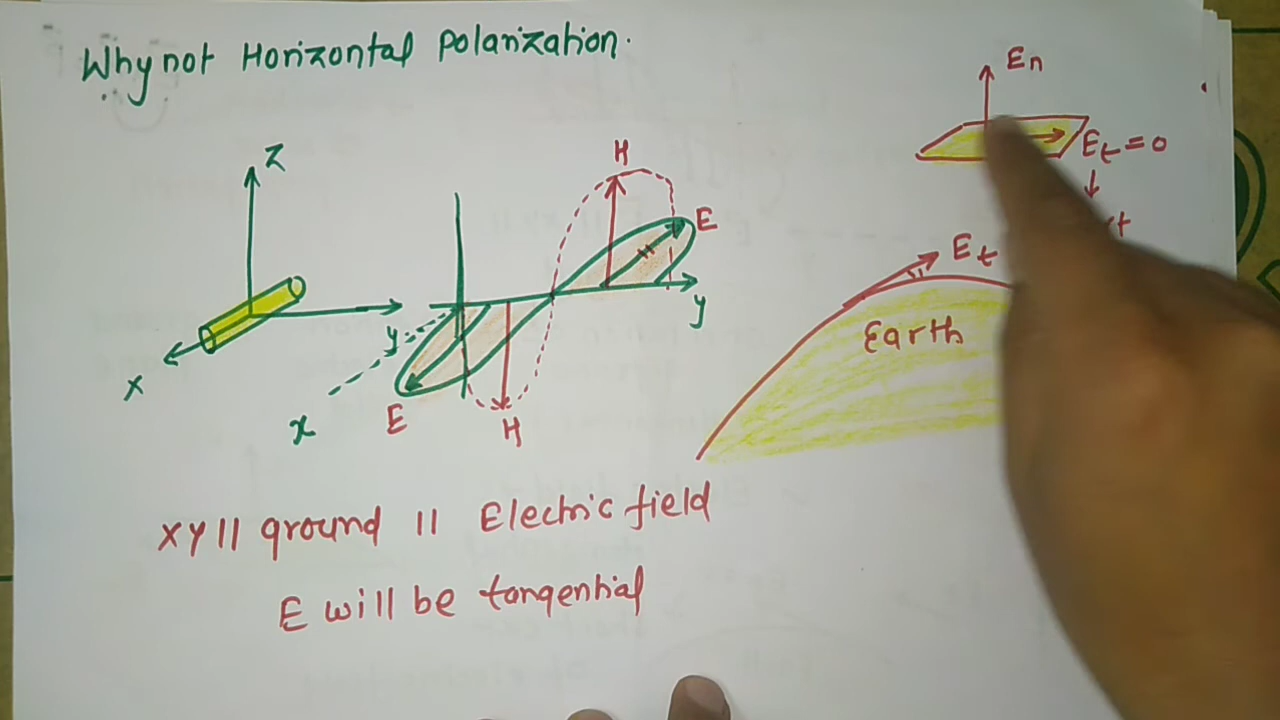 Why not Horizontal Polarization.
En
Et = 0
Z
H
E
y
y
x
x
E
H
Et
Earth
XY || ground || Electric field
E will be tangential